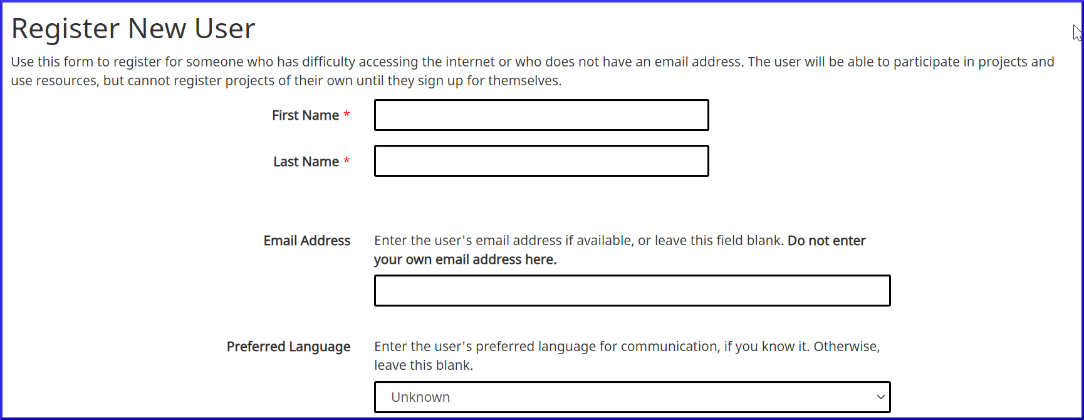 Register New User
Use this form to register for someone who has difficulty accessing the internet or who does not have an email address. The user will be able to participate in projects and
use resources, but cannot register projects of their own until they sign up for themselves.
First Name *
Last Name *
Email Address
Enter the user's email address if available, or leave this field blank. Do not enter
your own email address here.
Preferred Language
Enter the user's preferred language for communication, if you know it. Otherwise,
leave this blank.
Unknown